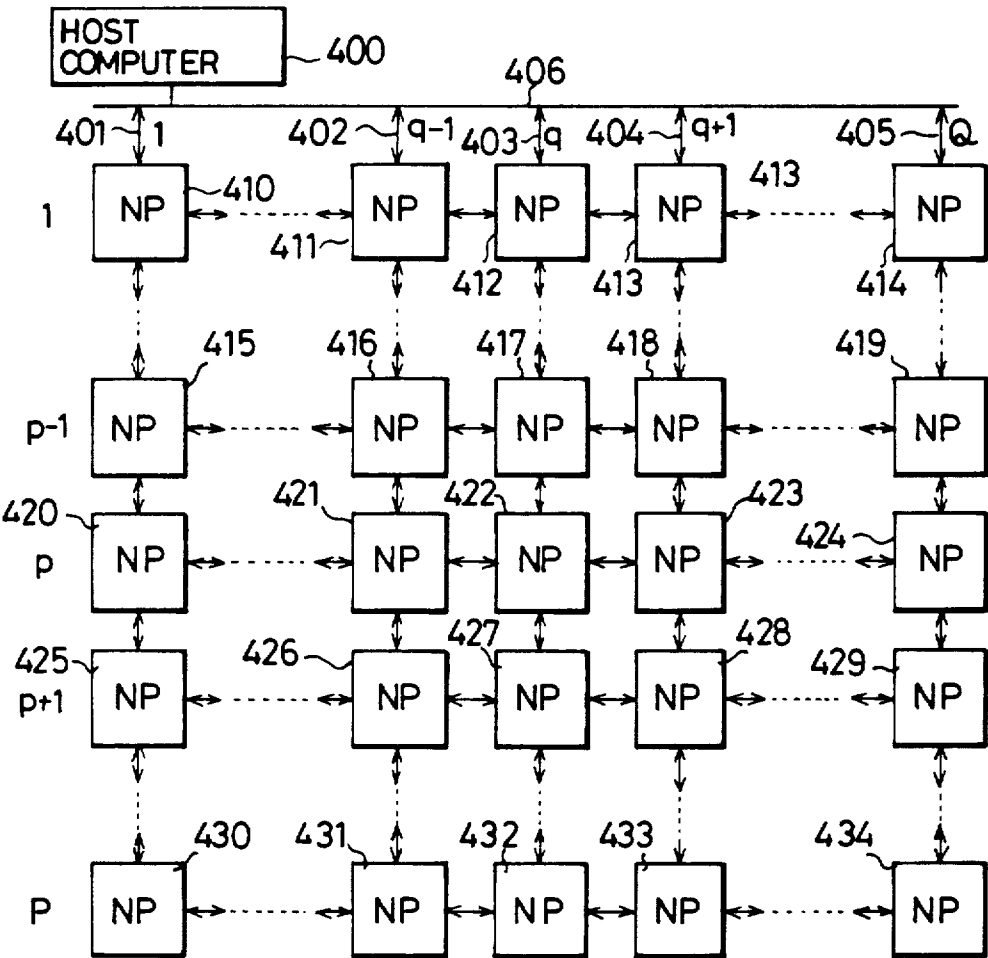 HOST
COMPUTER
400
406
401 1 402 q-1 403 q 404 q+1 405 Q
1 NP 410 NP NP NP 413 NP
411 412 413 414
415 416 417 418 419
p-1 NP NP NP NP NP
420 421 422 423 424
p NP NP NP NP NP
425 426 427 428 429
p+1 NP NP NP NP NP
430 431 432 433 434
P NP NP NP NP NP